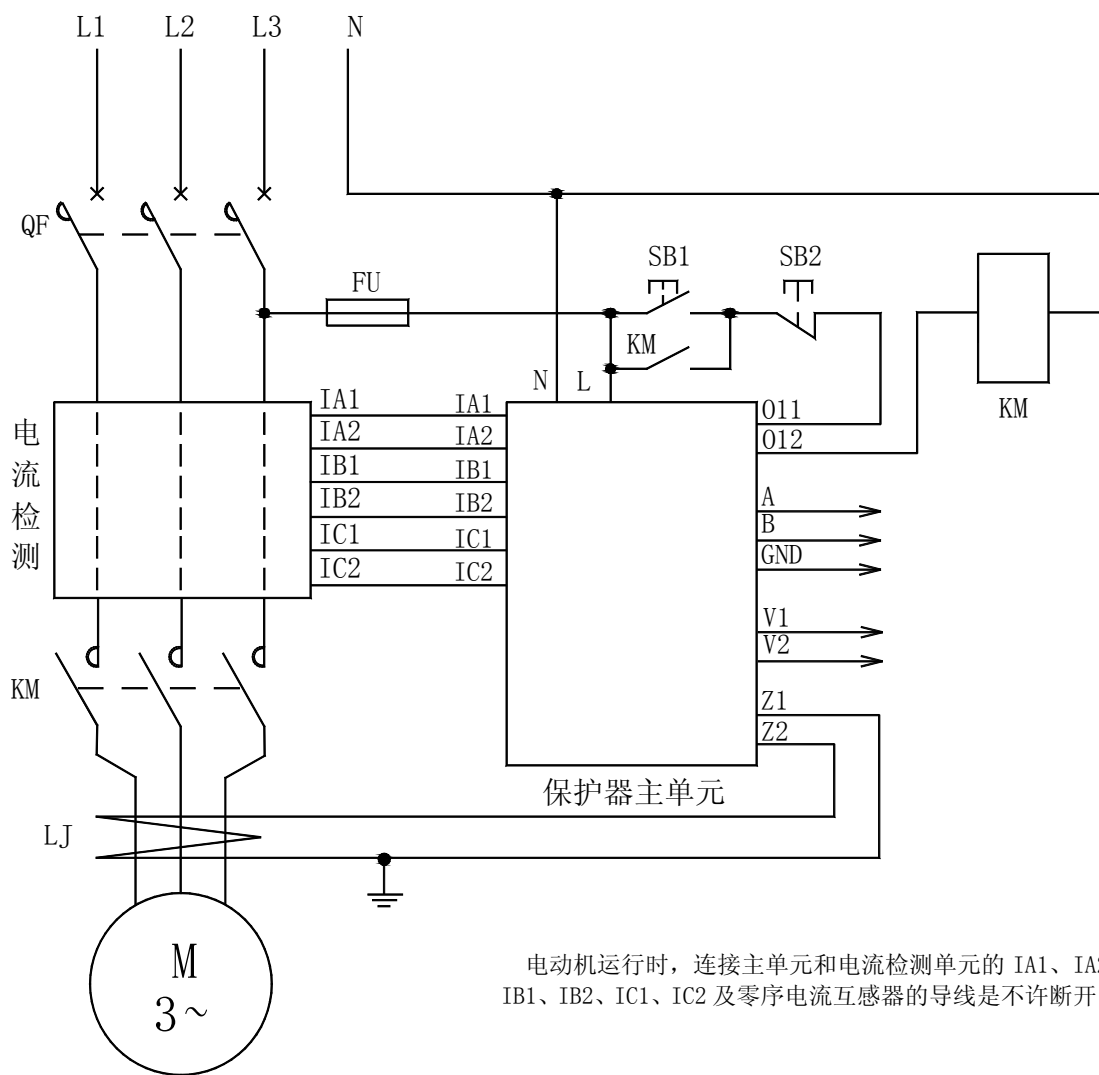 L1 L2 L3 N
QF
FU
SB1 SB2
KM
KM
N L
电流检测
IA1 IA1
IA2 IA2
IB1 IB1
IB2 IB2
IC1 IC1
IC2 IC2
O11
O12
A
B
GND
V1
V2
Z1
Z2
KM
保护器主单元
LJ
M
3~
电动机运行时，连接主单元和电流检测单元的 IA1、IA2
IB1、IB2、IC1、IC2 及零序电流互感器的导线是不许断开